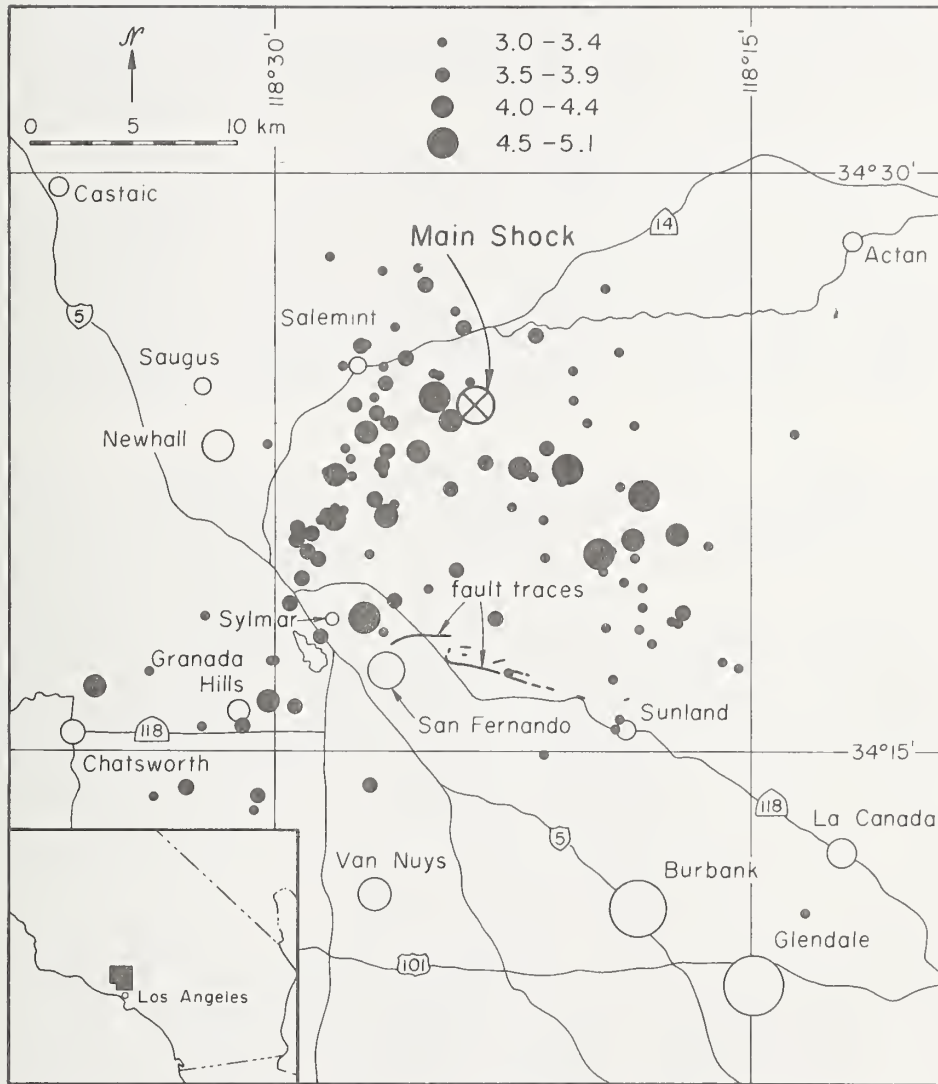 N
0 5 10 km
118°30'
118°15'
3.0 – 3.4
3.5 – 3.9
4.0 – 4.4
4.5 – 5.1
34°30'
Castaic
14
Main Shock
Actan
5
Salemint
Saugus
Newhall
fault traces
Sylmar
Granada
Hills
San Fernando
Sunland
118
34°15'
Chatsworth
118
La Canada
5
Van Nuys
Burbank
Glendale
101
Los Angeles